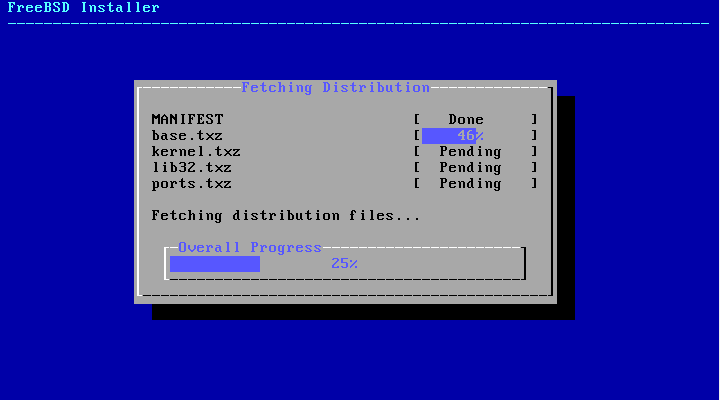 FreeBSD Installer
Fetching Distribution
MANIFEST [ Done ]
base.txz [ 46% ]
kernel.txz [ Pending ]
lib32.txz [ Pending ]
ports.txz [ Pending ]
Fetching distribution files...
Overall Progress
25%